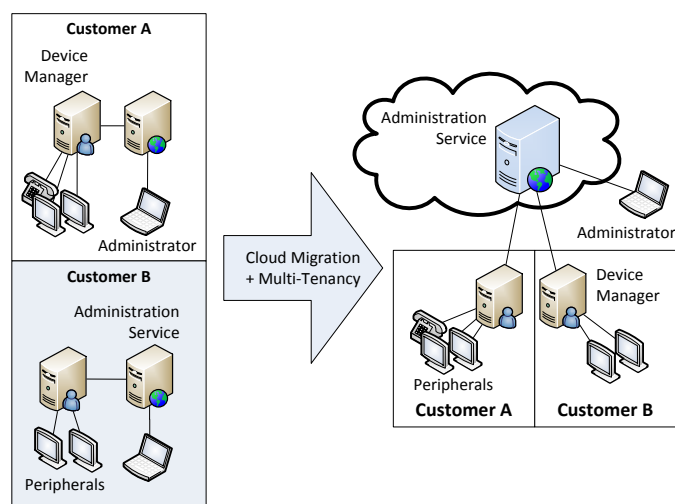 Customer A
Device
Manager
Administrator
Customer B
Administration
Service
Peripherals
Cloud Migration
+ Multi-Tenancy
Administration
Service
Administrator
Device
Manager
Peripherals
Customer A
Customer B